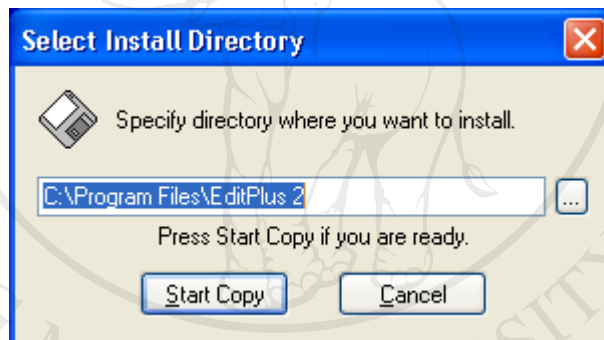 Select Install Directory
Specify directory where you want to install.
C:\Program Files\EditPlus 2
...
Press Start Copy if you are ready.
Start Copy
Cancel